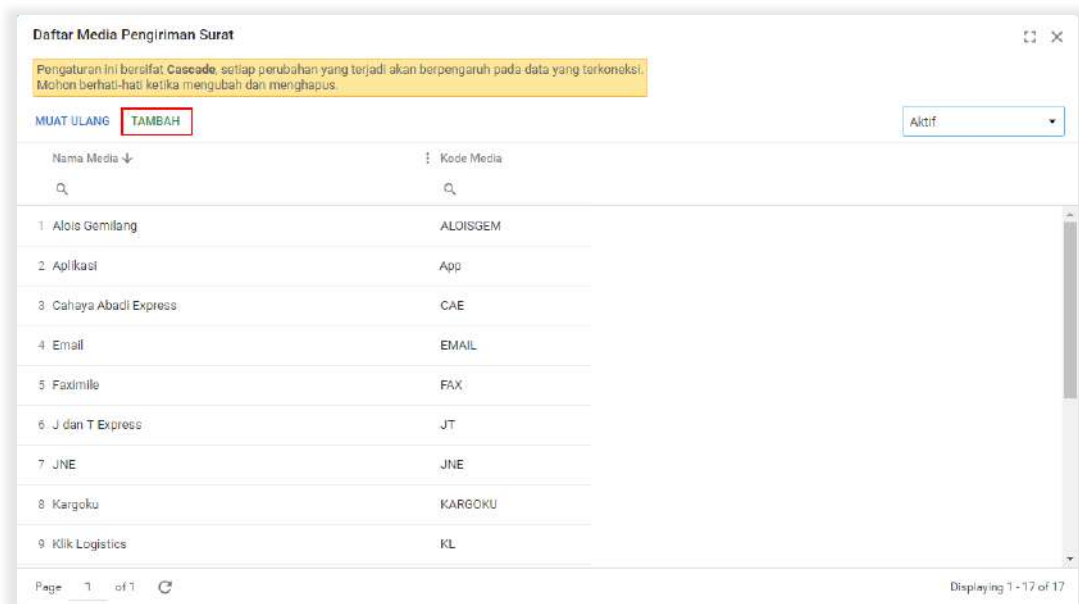 Daftar Media Pengiriman Surat
Pengaturan ini bersifat Cascade, setiap perubahan yang terjadi akan berpengaruh pada data yang terkoneksi.
Mohon berhati-hati ketika mengubah dan menghapus.
MUAT ULANG TAMBAH Aktif
Nama Media Kode Media
1 Alois Gemilang ALOISGEM
2 Aplikasi App
3 Cahaya Abadi Express CAE
4 Email EMAIL
5 Faximile FAX
6 J dan T Express JT
7 JNE JNE
8 Kargoku KARGOKU
9 Klik Logistics KL
Page 1 of 1 Displaying 1 - 17 of 17